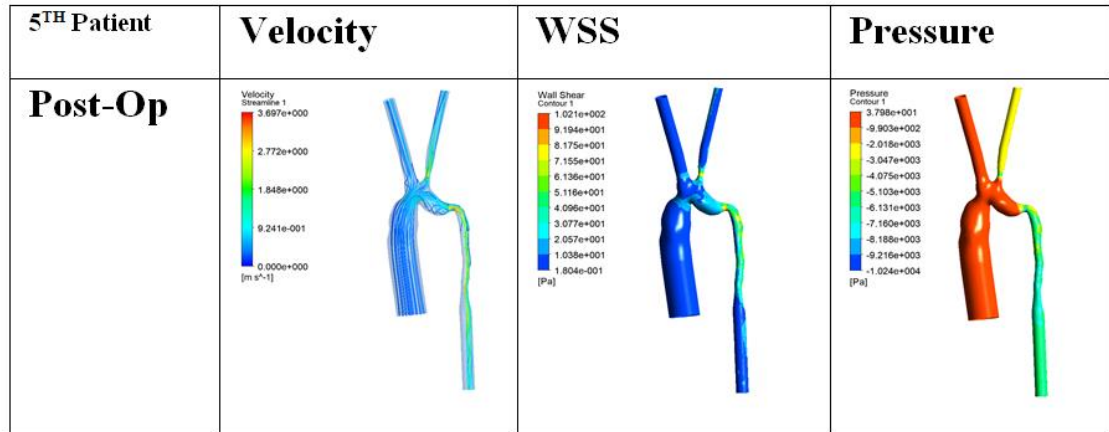 5TH Patient
Velocity
WSS
Pressure
Post-Op
Velocity
Streamline 1
3.697e+000
2.772e+000
1.848e+000
9.241e-001
0.000e+000
[m s^-1]
Wall Shear
Contour 1
1.021e+002
9.194e+001
8.175e+001
7.155e+001
6.136e+001
5.116e+001
4.096e+001
3.077e+001
2.057e+001
1.038e+001
1.804e-001
[Pa]
Pressure
Contour 1
3.798e+001
-9.903e+002
-2.018e+003
-3.047e+003
-4.075e+003
-5.103e+003
-6.131e+003
-7.160e+003
-8.188e+003
-9.216e+003
-1.024e+004
[Pa]